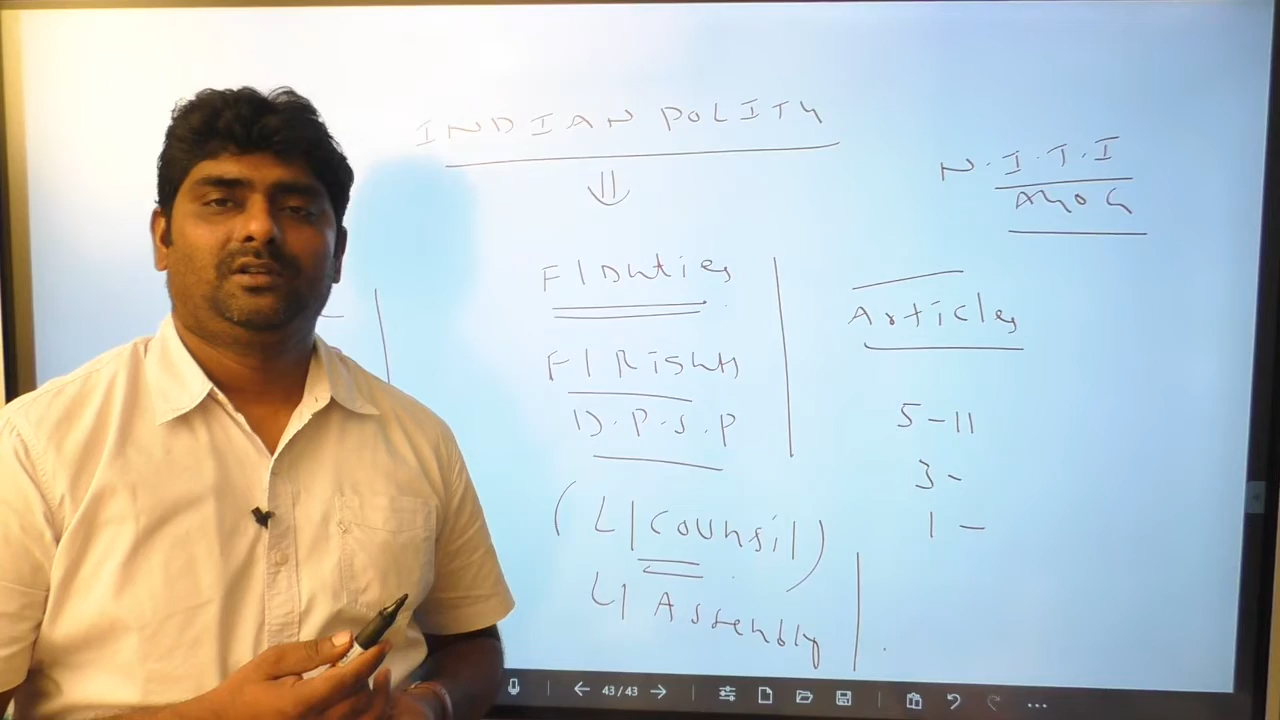 INDIAN POLITY
N.I.T.I
AYOG
F/Duties
F/Rights
D.P.S.P
(L/Counsil)
L/Assembly
Articles
5-11
3-
1-
43/43